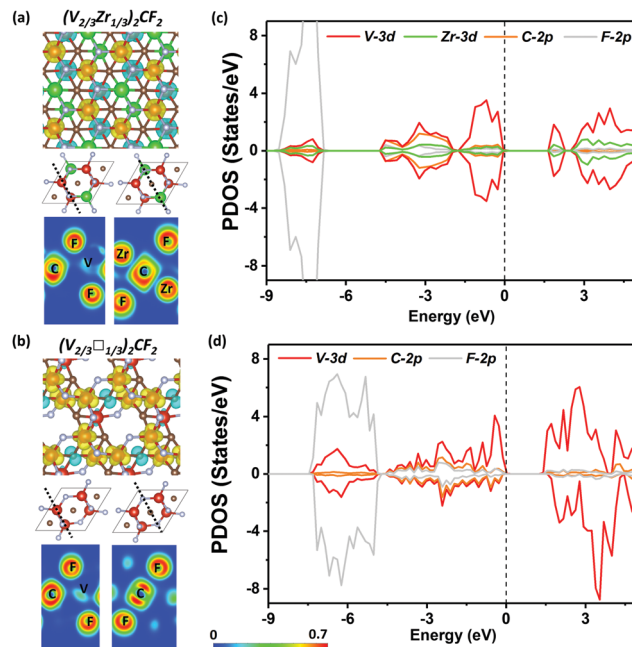 (a)
(V2/3Zr1/3)2CF2
F
C
V
F
Zr
F
C
F
Zr
(b)
(V2/3□1/3)2CF2
F
C
V
F
F
C
F
0
0.7
(c)
V-3d Zr-3d C-2p F-2p
PDOS (States/eV)
8
4
0
-4
-8
-9 -6 -3 0 3
Energy (eV)
(d)
V-3d C-2p F-2p
PDOS (States/eV)
8
4
0
-4
-8
-9 -6 -3 0 3
Energy (eV)